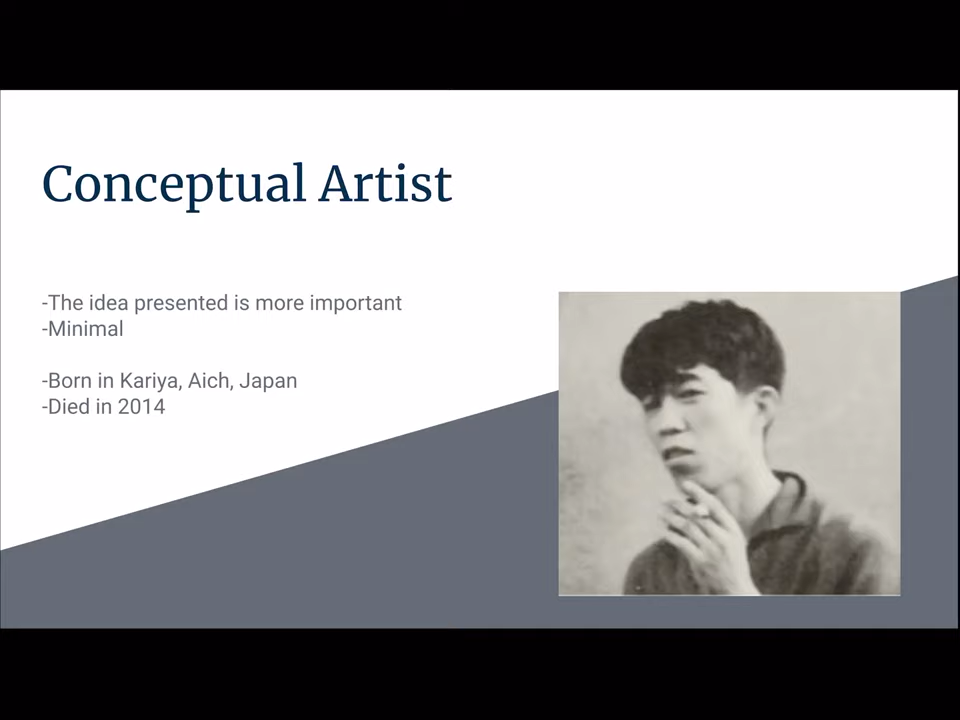 Conceptual Artist
-The idea presented is more important
-Minimal
-Born in Kariya, Aich, Japan
-Died in 2014